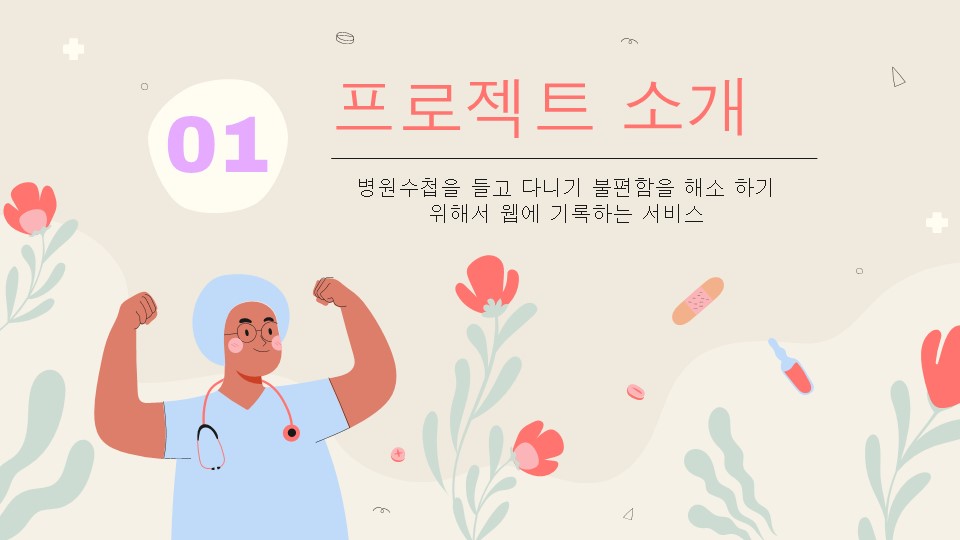 01
프로젝트 소개
병원수첩을 들고 다니기 불편함을 해소 하기
위해서 웹에 기록하는 서비스